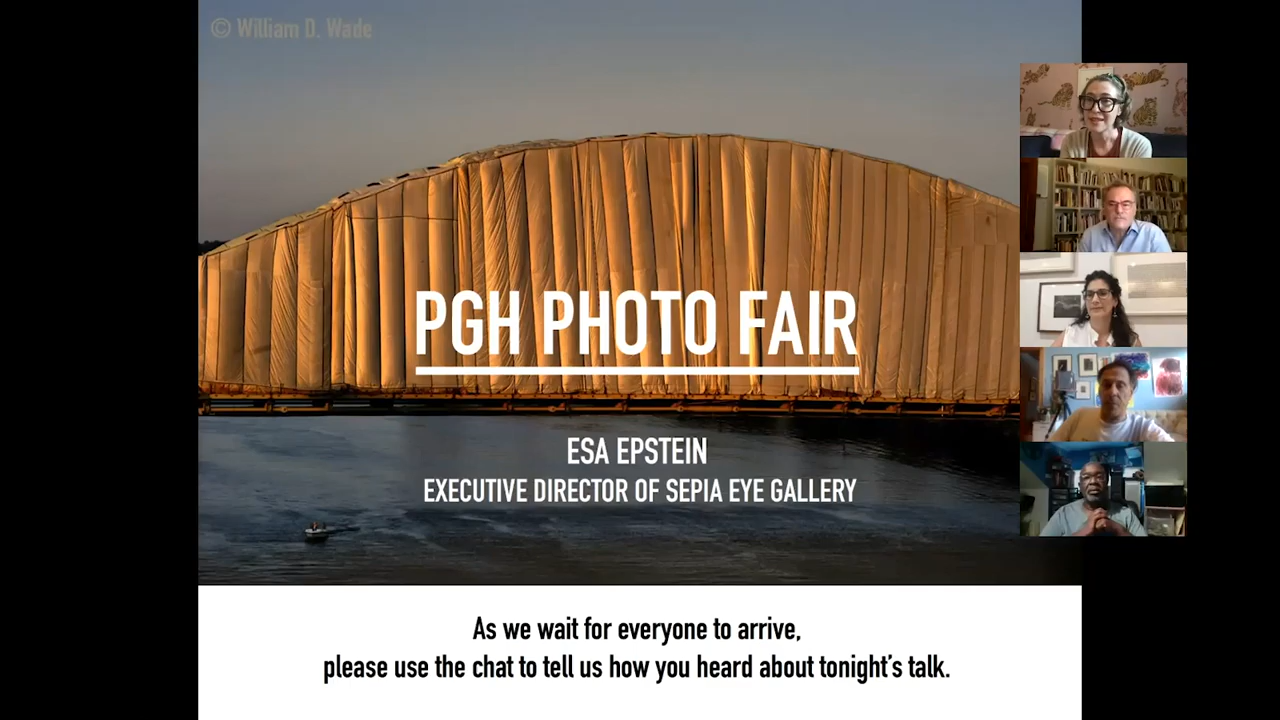 © William D. Wade
PGH PHOTO FAIR
ESA EPSTEIN
EXECUTIVE DIRECTOR OF SEPIA EYE GALLERY
As we wait for everyone to arrive,
please use the chat to tell us how you heard about tonight's talk.